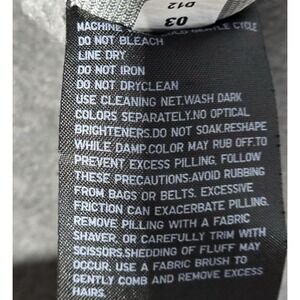 03
D12
MACHINE COLD GENTLE CYCLE
DO NOT BLEACH
LINE DRY
DO NOT IRON
DO NOT DRYCLEAN
USE CLEANING NET.WASH DARK
COLORS SEPARATELY.NO OPTICAL
BRIGHTENERS.DO NOT SOAK.RESHAPE
WHILE DAMP.COLOR MAY RUB OFF.TO
PREVENT EXCESS PILLING, FOLLOW
THESE PRECAUTIONS.AVOID RUBBING
FROM BAGS OR BELTS. EXCESSIVE
FRICTION CAN EXACERBATE PILLING.
REMOVE PILLING WITH A FABRIC
SHAVER, OR CAREFULLY TRIM WITH
SCISSORS.SHEDDING OF FLUFF MAY
OCCUR. USE A FABRIC BRUSH TO
GENTLY COMB AND REMOVE EXCESS
HAIRS.